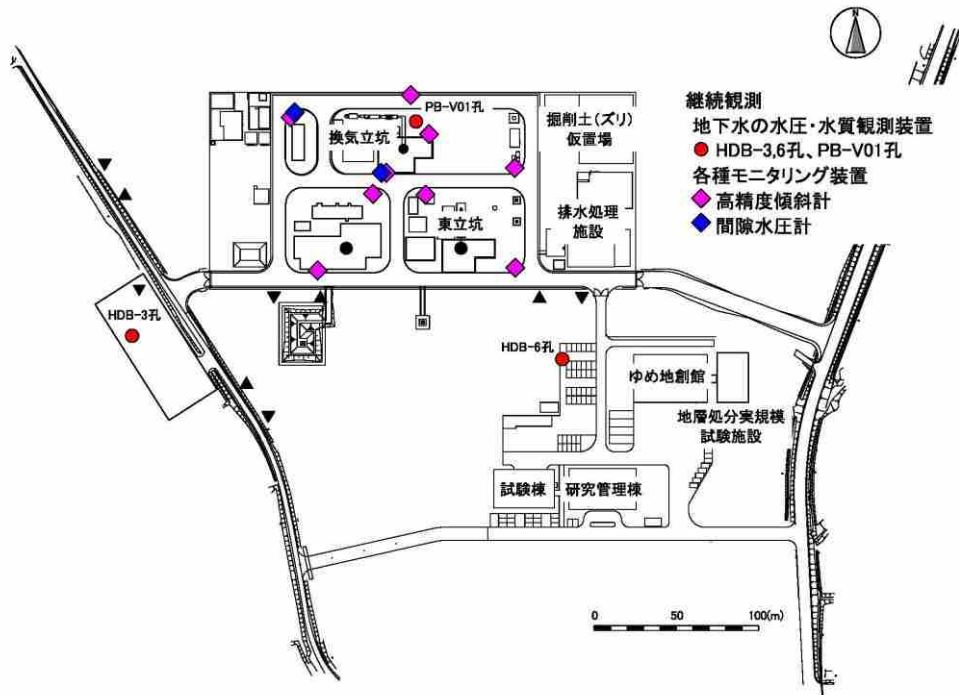 N
PB-V01孔
換気立坑
掘削土(ズリ)
仮置場
継続観測
地下水の水圧・水質観測装置
HDB-3,6孔、PB-V01孔
各種モニタリング装置
高精度傾斜計
間隙水圧計
東立坑
排水処理
施設
HDB-3孔
HDB-6孔
ゆめ地創館
地層処分実規模
試験施設
試験棟
研究管理棟
0 50 100(m)